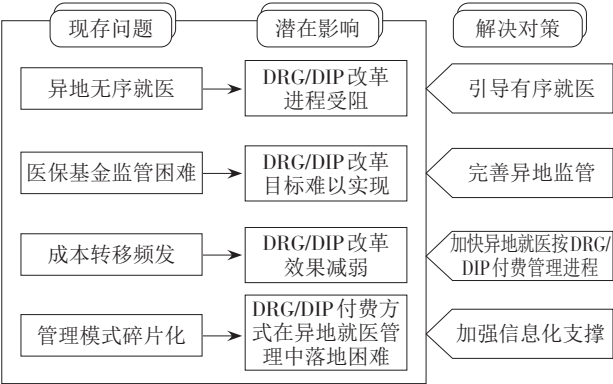 现存问题
潜在影响
解决对策
异地无序就医
DRG/DIP改革
进程受阻
引导有序就医
医保基金监管困难
DRG/DIP改革
目标难以实现
完善异地监管
成本转移频发
DRG/DIP改革
效果减弱
加快异地就医按DRG/
DIP付费管理进程
管理模式碎片化
DRG/DIP付费方
式在异地就医管
理中落地困难
加强信息化支撑